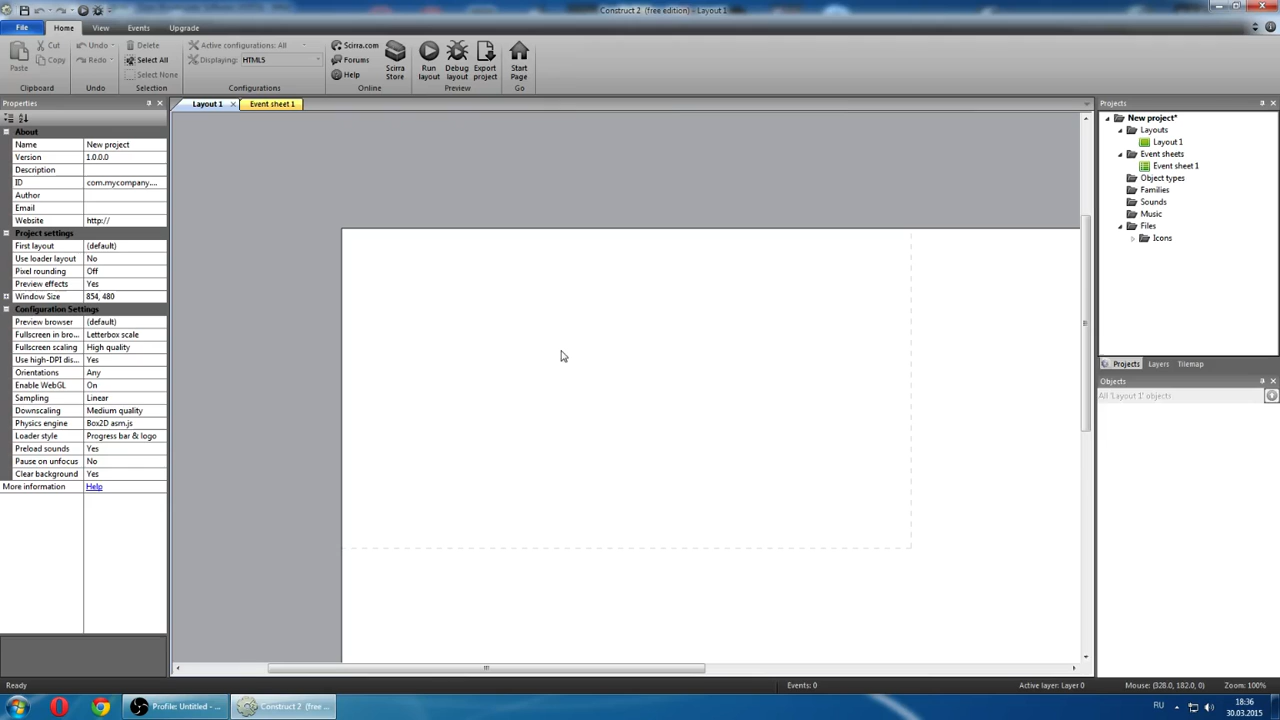 Construct 2 (free edition) - Layout 1
File Home View Events Upgrade
Paste
Cut
Copy
Clipboard
Undo
Redo
Undo
Delete
Select All
Select None
Selection
Active configurations: All
Displaying: HTML5
Configurations
Scirra.com
Forums
Help
Scirra Store
Online
Run layout
Debug layout
Export project
Preview
Start Page
Go
Properties
About
Name New project
Version 1.0.0.0
Description
ID com.mycompany....
Author
Email
Website http://
Project settings
First layout (default)
Use loader layout No
Pixel rounding Off
Preview effects Yes
Window Size 854, 480
Configuration Settings
Preview browser (default)
Fullscreen in bro... Letterbox scale
Fullscreen scaling High quality
Use high-DPI dis... Yes
Orientations Any
Enable WebGL On
Sampling Linear
Downscaling Medium quality
Physics engine Box2D asm.js
Loader style Progress bar & logo
Preload sounds Yes
Pause on unfocus No
Clear background Yes
More information Help
Layout 1
Event sheet 1
Projects
New project*
Layouts
Layout 1
Event sheets
Event sheet 1
Object types
Families
Sounds
Music
Files
Icons
Projects Layers Tilemap
Objects
All 'Layout 1' objects
Ready
Events: 0
Active layer: Layer 0
Mouse: (328.0, 182.0, 0)
Zoom: 100%
Profile: Untitled - ...
Construct 2 (free ...
RU
18:36
30.03.2015